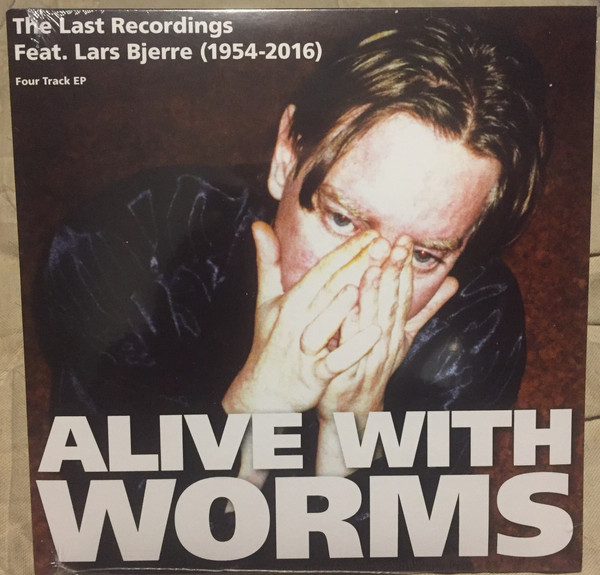 The Last Recordings
Feat. Lars Bjerre (1954-2016)
Four Track EP
ALIVE WITH
WORMS